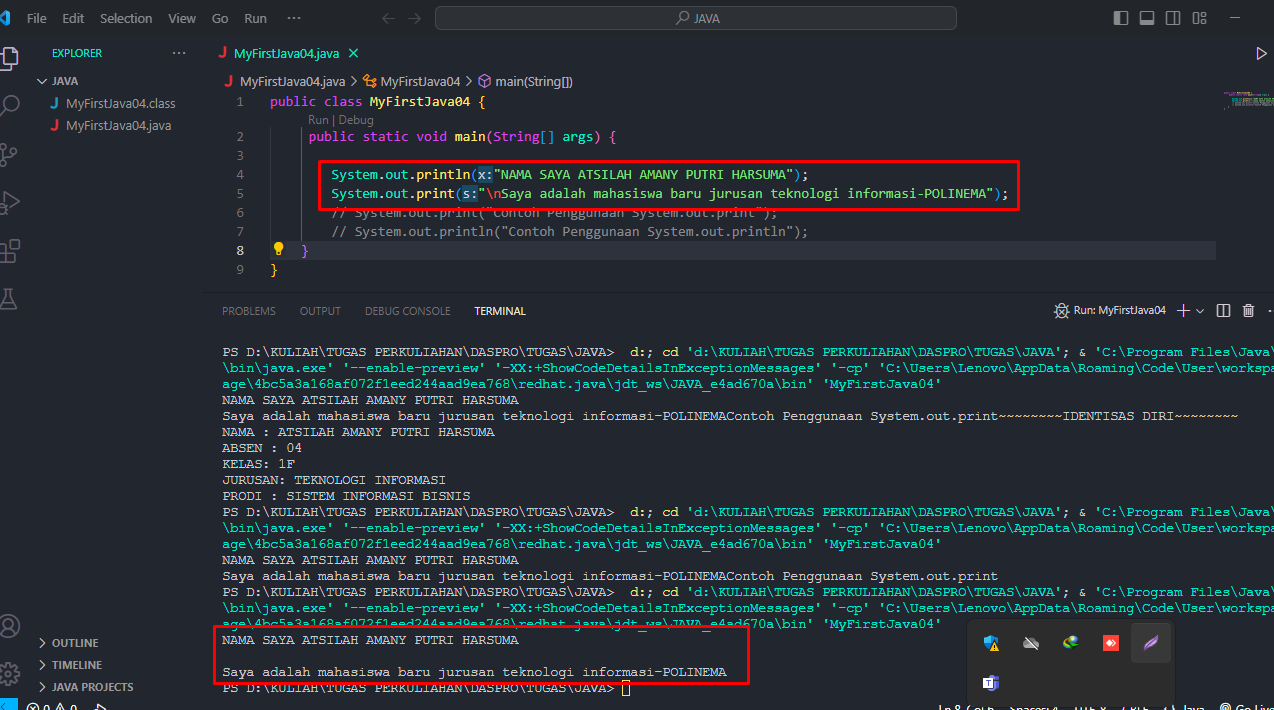 File Edit Selection View Go Run ··· JAVA
EXPLORER ···
JAVA
MyFirstJava04.class
MyFirstJava04.java
MyFirstJava04.java
MyFirstJava04.java > MyFirstJava04 > main(String[])
1 public class MyFirstJava04 {
Run | Debug
2 public static void main(String[] args) {
3
4 System.out.println(x:"NAMA SAYA ATSILAH AMANY PUTRI HARSUMA");
5 System.out.print(s:"\nSaya adalah mahasiswa baru jurusan teknologi informasi-POLINEMA");
6 // System.out.print("Contoh Penggunaan System.out.print");
7 // System.out.println("Contoh Penggunaan System.out.println");
8 }
9 }
PROBLEMS OUTPUT DEBUG CONSOLE TERMINAL Run: MyFirstJava04
PS D:\KULIAH\TUGAS PERKULIAHAN\DASPRO\TUGAS\JAVA> d:; cd 'd:\KULIAH\TUGAS PERKULIAHAN\DASPRO\TUGAS\JAVA'; & 'C:\Program Files\Java\
\bin\java.exe' '--enable-preview' '-XX:+ShowCodeDetailsInExceptionMessages' '-cp' 'C:\Users\Lenovo\AppData\Roaming\Code\User\workspa
age\4bc5a3a168af072f1eed244aad9ea768\redhat.java\jdt_ws\JAVA_e4ad670a\bin' 'MyFirstJava04'
NAMA SAYA ATSILAH AMANY PUTRI HARSUMA
Saya adalah mahasiswa baru jurusan teknologi informasi-POLINEMAContoh Penggunaan System.out.print~~~~~~~~IDENTISAS DIRI~~~~~~~~
NAMA : ATSILAH AMANY PUTRI HARSUMA
ABSEN : 04
KELAS: 1F
JURUSAN: TEKNOLOGI INFORMASI
PRODI : SISTEM INFORMASI BISNIS
PS D:\KULIAH\TUGAS PERKULIAHAN\DASPRO\TUGAS\JAVA> d:; cd 'd:\KULIAH\TUGAS PERKULIAHAN\DASPRO\TUGAS\JAVA'; & 'C:\Program Files\Java\
\bin\java.exe' '--enable-preview' '-XX:+ShowCodeDetailsInExceptionMessages' '-cp' 'C:\Users\Lenovo\AppData\Roaming\Code\User\workspa
age\4bc5a3a168af072f1eed244aad9ea768\redhat.java\jdt_ws\JAVA_e4ad670a\bin' 'MyFirstJava04'
NAMA SAYA ATSILAH AMANY PUTRI HARSUMA
Saya adalah mahasiswa baru jurusan teknologi informasi-POLINEMAContoh Penggunaan System.out.print
PS D:\KULIAH\TUGAS PERKULIAHAN\DASPRO\TUGAS\JAVA> d:; cd 'd:\KULIAH\TUGAS PERKULIAHAN\DASPRO\TUGAS\JAVA'; & 'C:\Program Files\Java\
\bin\java.exe' '--enable-preview' '-XX:+ShowCodeDetailsInExceptionMessages' '-cp' 'C:\Users\Lenovo\AppData\Roaming\Code\User\workspa
age\4bc5a3a168af072f1eed244aad9ea768\redhat.java\jdt_ws\JAVA_e4ad670a\bin' 'MyFirstJava04'
NAMA SAYA ATSILAH AMANY PUTRI HARSUMA
Saya adalah mahasiswa baru jurusan teknologi informasi-POLINEMA
PS D:\KULIAH\TUGAS PERKULIAHAN\DASPRO\TUGAS\JAVA>
OUTLINE
TIMELINE
JAVA PROJECTS
0 0 Java Go Live